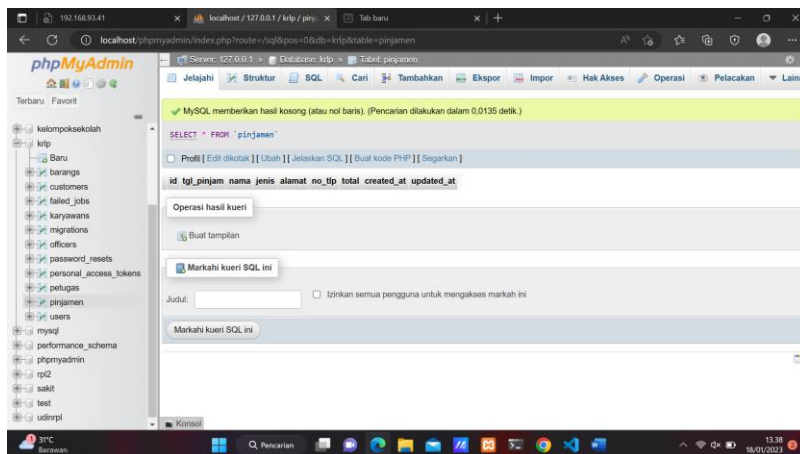 192.168.93.41
localhost / 127.0.0.1 / krlp / pinj
Tab baru
localhost/phpmyadmin/index.php?route=/sql&pos=0&db=krlp&table=pinjamen
phpMyAdmin
Terbaru Favorit
kelompoksekolah
krlp
Baru
barangs
customers
failed_jobs
karyawans
migrations
officers
password_resets
personal_access_tokens
petugas
pinjamen
users
mysql
performance_schema
phpmyadmin
rpl2
sakit
test
udinrpl
Server: 127.0.0.1 » Database: krlp » Tabel: pinjamen
Jelajahi Struktur SQL Cari Tambahkan Ekspor Impor Hak Akses Operasi Pelacakan Lain
MySQL memberikan hasil kosong (atau nol baris). (Pencarian dilakukan dalam 0,0135 detik.)
SELECT * FROM `pinjamen`
Profil [ Edit dikotak ] [ Ubah ] [ Jelaskan SQL ] [ Buat kode PHP ] [ Segarkan ]
id tgl_pinjam nama jenis alamat no_tlp total created_at updated_at
Operasi hasil kueri
Buat tampilan
Markahi kueri SQL ini
Judul:
Izinkan semua pengguna untuk mengakses markah ini
Markahi kueri SQL ini
Konsol
31°C
Berawan
Pencarian
13.38
18/01/2023